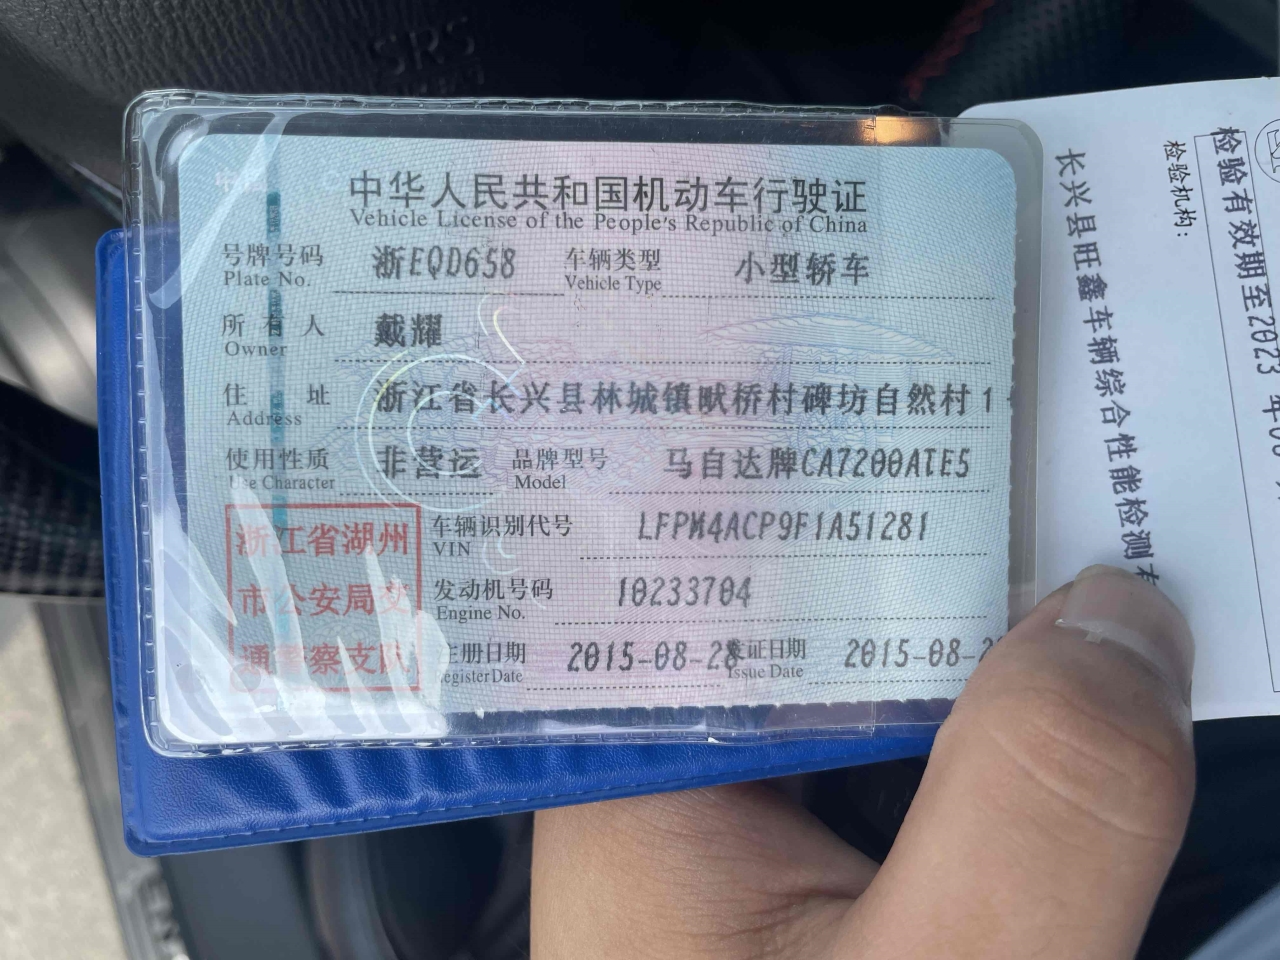 SRS
中华人民共和国机动车行驶证
Vehicle License of the People's Republic of China
号牌号码 浙EQD658 车辆类型 小型轿车
Plate No. Vehicle Type
所有人 戴耀
Owner
住址 浙江省长兴县林城镇畎桥村碑坊自然村1
Address
使用性质 非营运 品牌型号 马自达牌CA7200ATE5
Use Character Model
浙江省湖州
市公安局交
通警察支队
车辆识别代号 LFPM4ACP9F1A51281
VIN
发动机号码 10233704
Engine No.
注册日期 2015-08-28 发证日期 2015-08-2
Register Date Issue Date
检验有效期至2023年
检验机构:
长兴县旺鑫车辆综合性能检测有